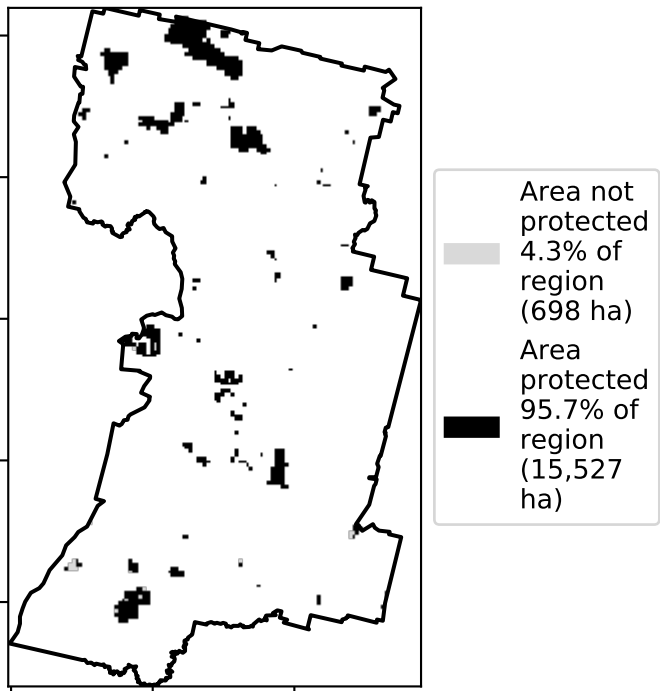 Area not
protected
4.3% of
region
(698 ha)
Area
protected
95.7% of
region
(15,527
ha)